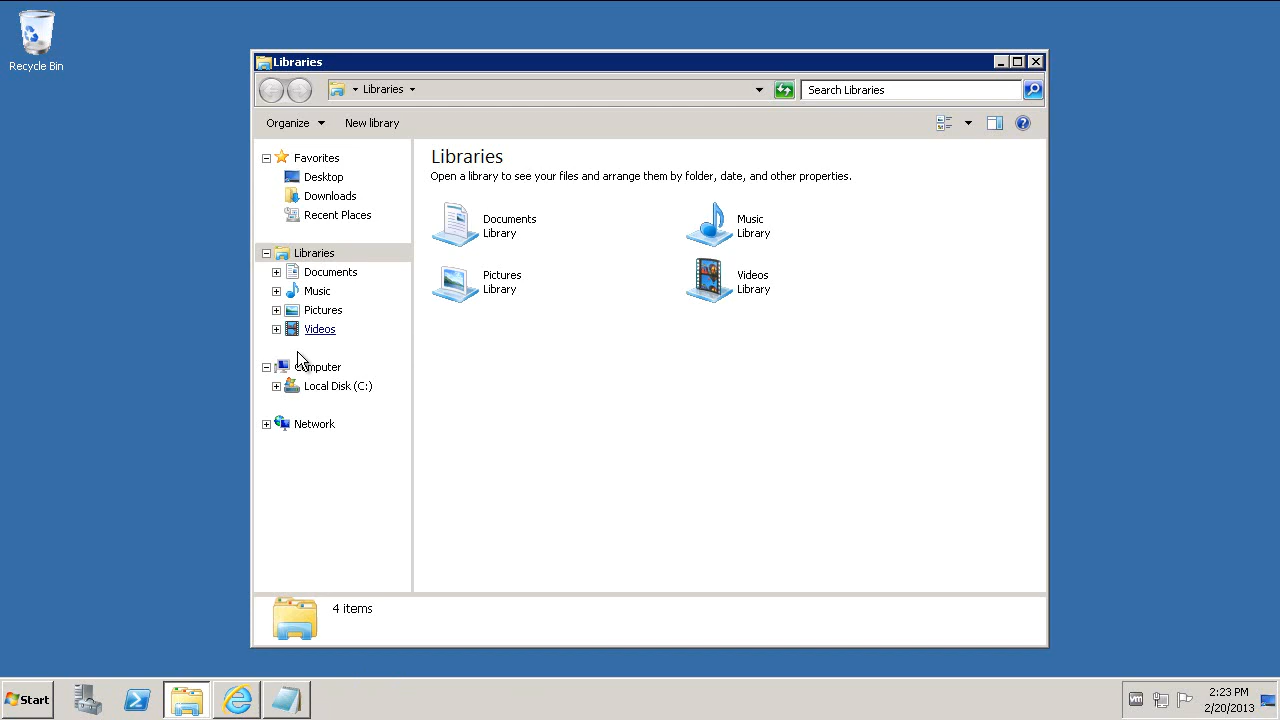 Recycle Bin
Libraries
Libraries
Search Libraries
Organize
New library
Favorites
Desktop
Downloads
Recent Places
Libraries
Documents
Music
Pictures
Videos
Computer
Local Disk (C:)
Network
Libraries
Open a library to see your files and arrange them by folder, date, and other properties.
Documents
Library
Music
Library
Pictures
Library
Videos
Library
4 items
Start
2:23 PM
2/20/2013